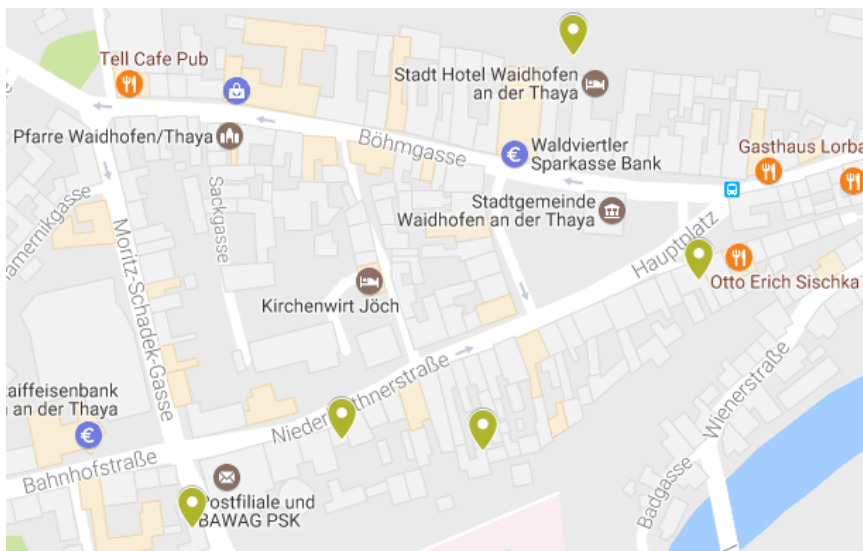 Tell Cafe Pub
Stadt Hotel Waidhofen
an der Thaya
Pfarre Waidhofen/Thaya
Böhmgasse
Waldviertler
Sparkasse Bank
Gasthaus Lorba
Sackgasse
Stadtgemeinde
Waidhofen an der Thaya
hamernikgasse
Moritz-Schadek-Gasse
Hauptplatz
Otto Erich Sischka
Kirchenwirt Jöch
aiffeisenbank
an der Thaya
Wienerstraße
Bahnhofstraße
Badgasse
Postfiliale und
BAWAG PSK